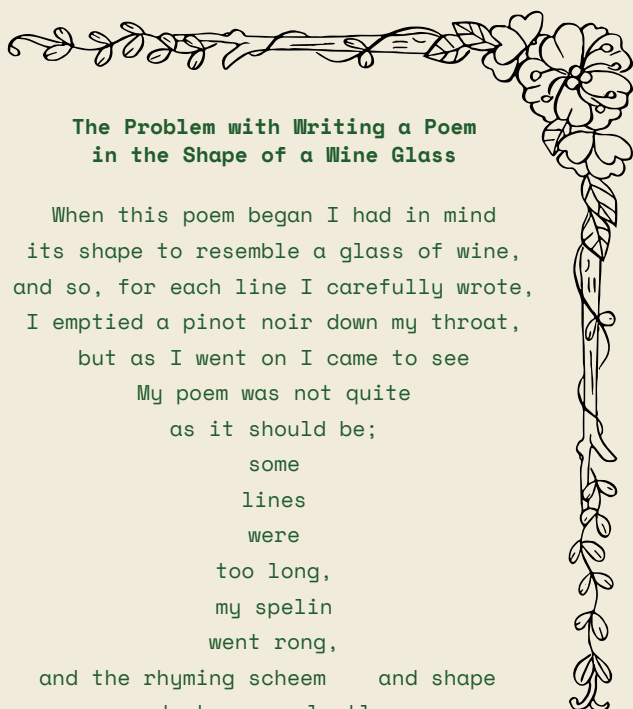 The Problem with Writing a Poem
in the Shape of a Wine Glass
When this poem began I had in mind
its shape to resemble a glass of wine,
and so, for each line I carefully wrote,
I emptied a pinot noir down my throat,
but as I went on I came to see
My poem was not quite
as it should be;
some
lines
were
too long,
my spelin
went rong,
and the rhyming scheem    and shape